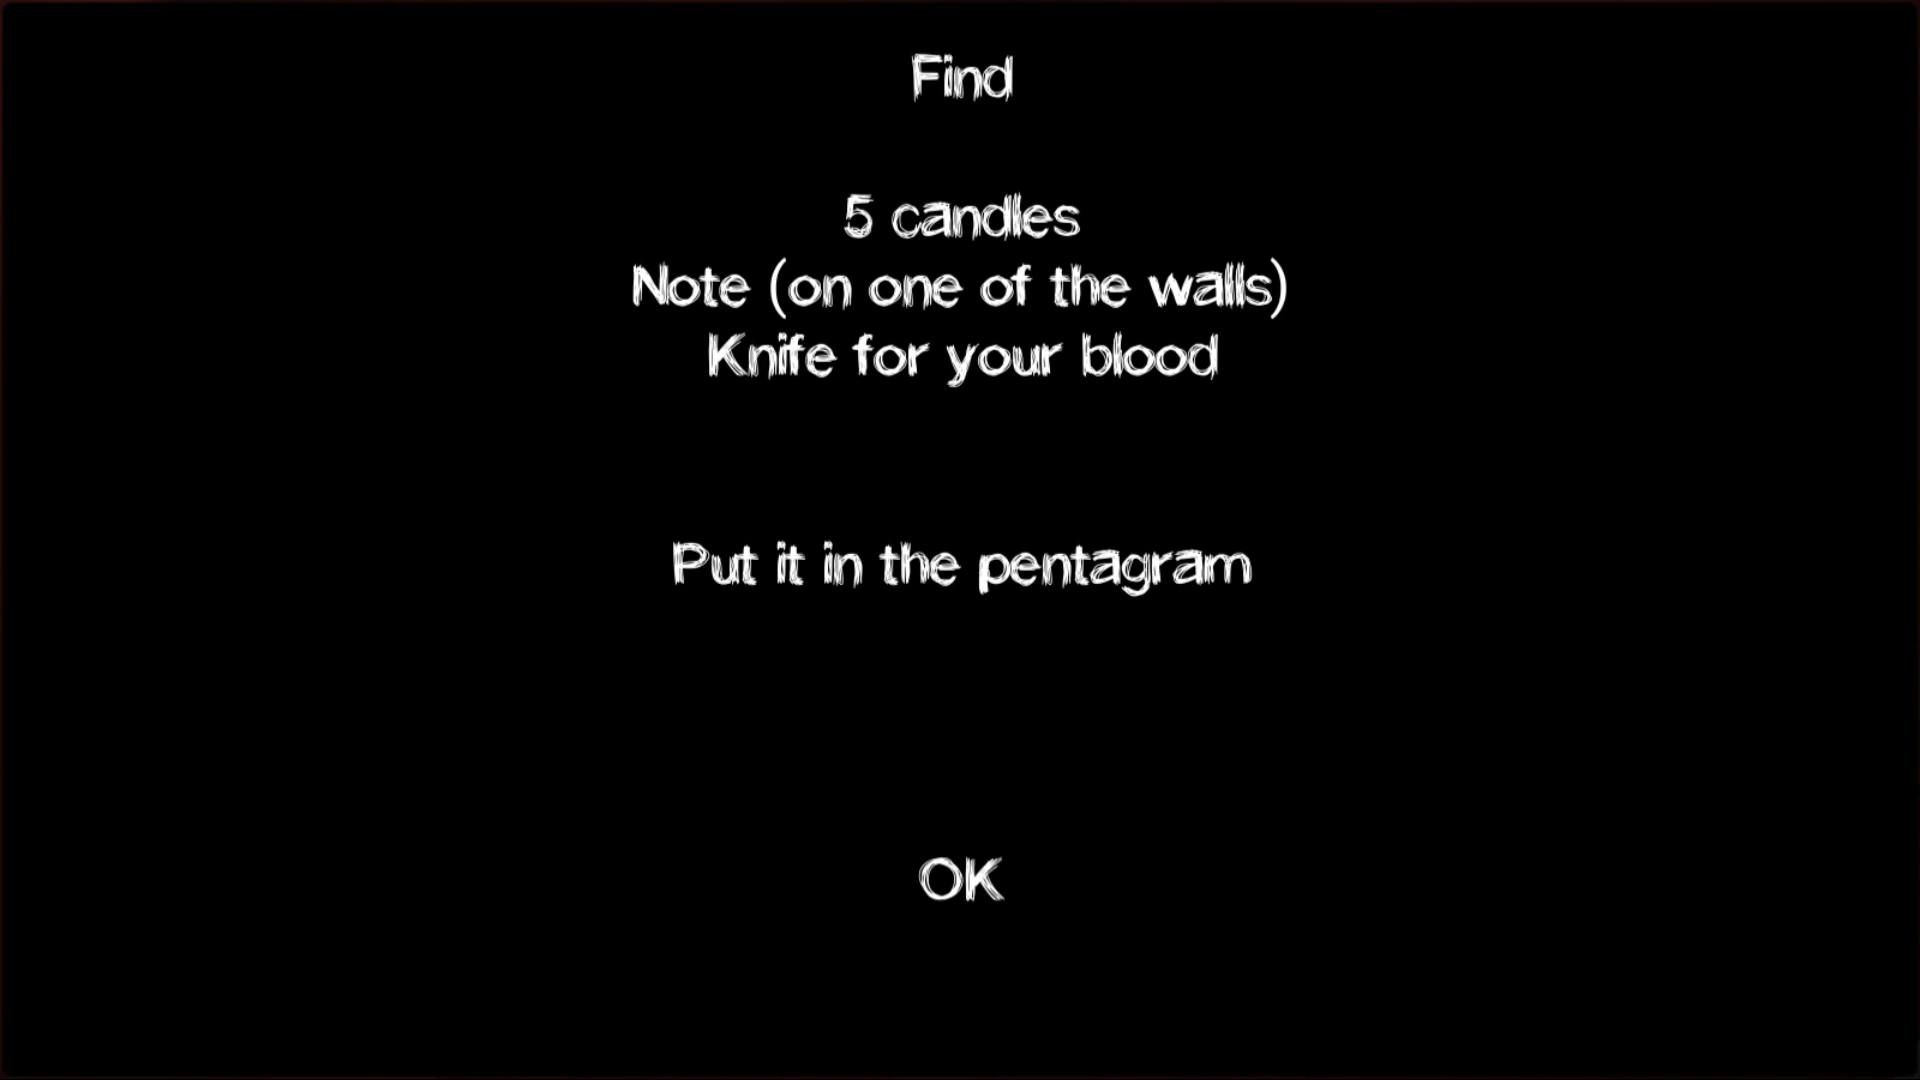 Find
5 candles
Note (on one of the walls)
Knife for your blood
Put it in the pentagram
OK